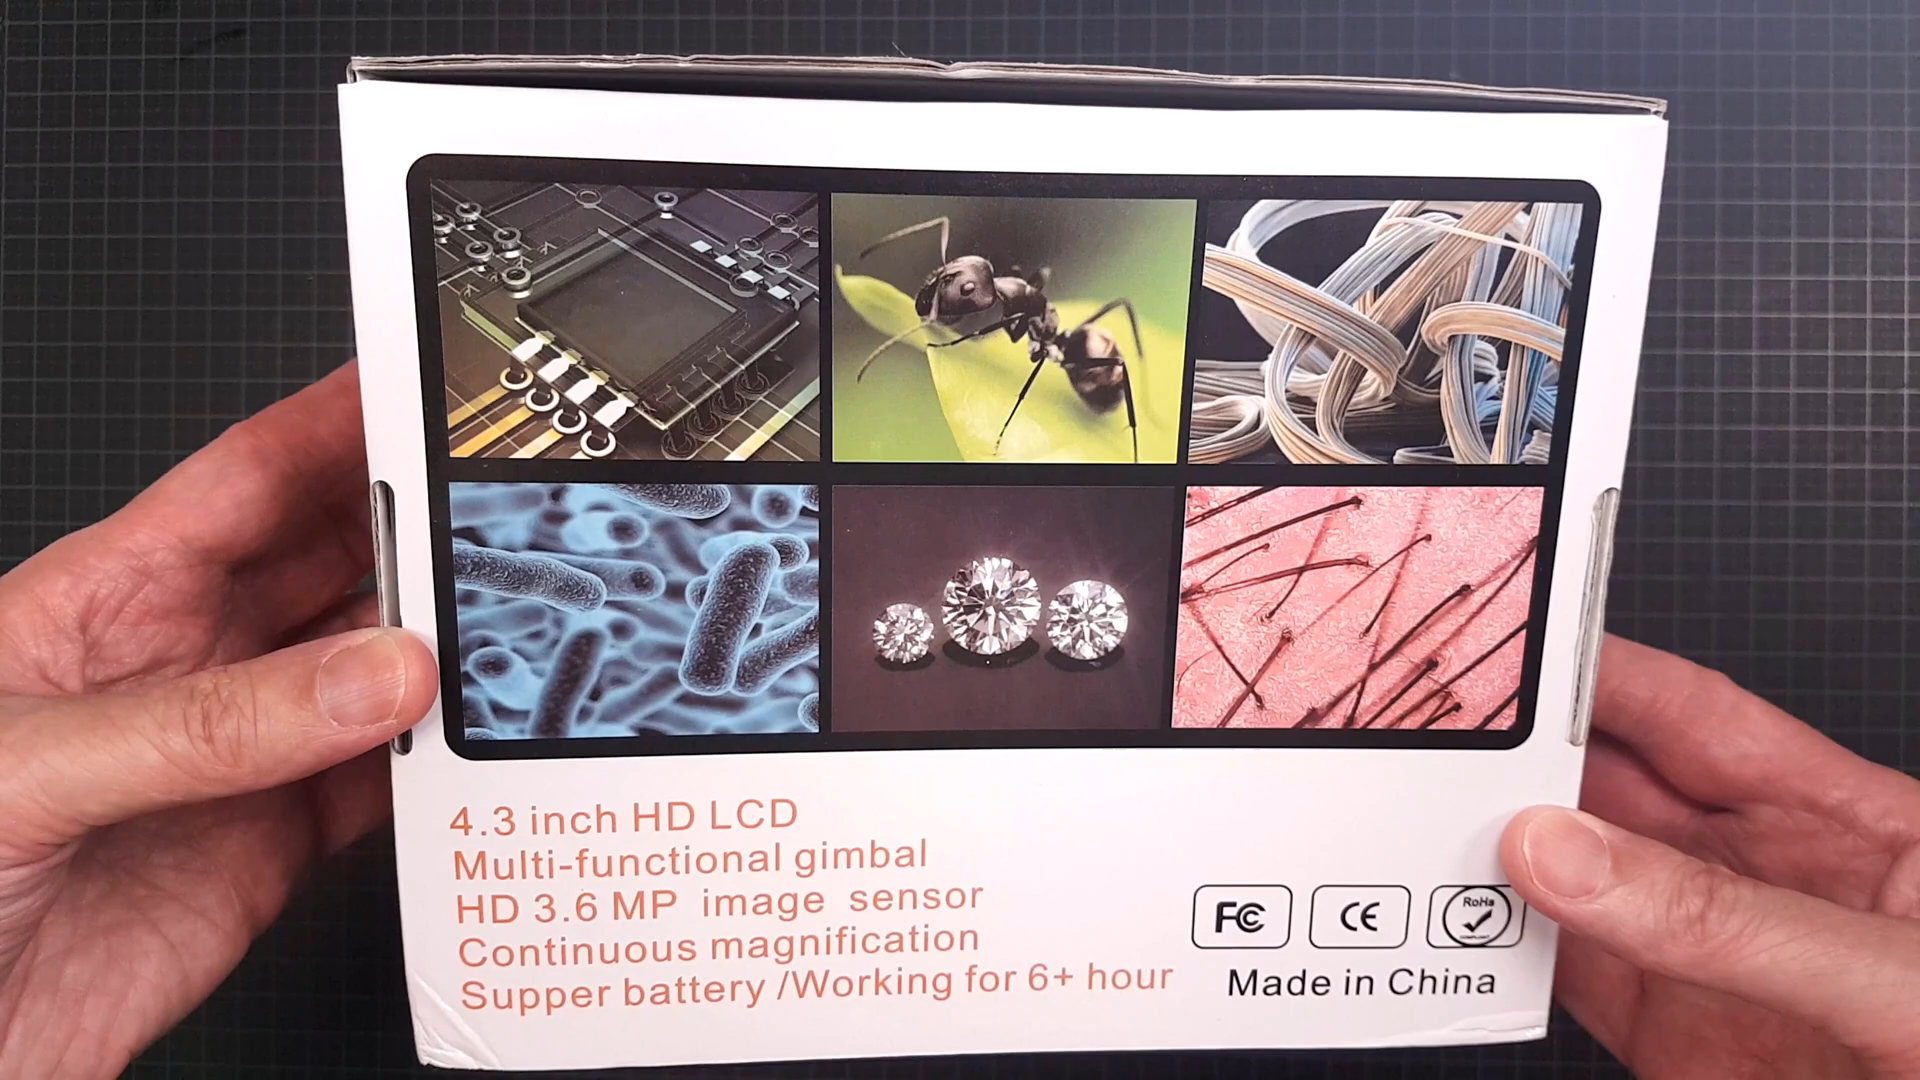 4.3 inch HD LCD
Multi-functional gimbal
HD 3.6 MP image sensor
Continuous magnification
Supper battery /Working for 6+ hour
FC
CE
RoHs
Made in China